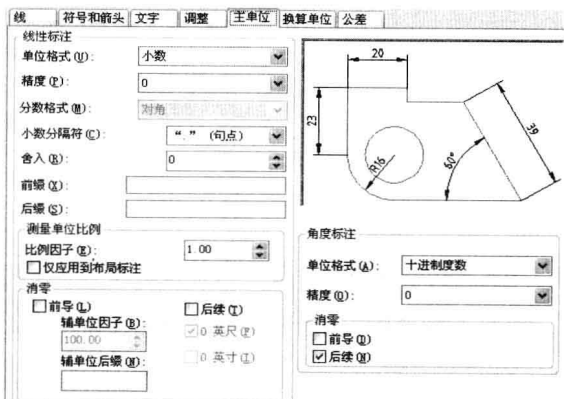 线 符号和箭头 文字 调整 主单位 换算单位 公差
线性标注
单位格式(U): 小数
精度(P): 0
分数格式(M): 对角
小数分隔符(C): “.” (句点)
舍入(R): 0
前缀(X):
后缀(S):
测量单位比例
比例因子(E): 1.00
仅应用到布局标注
消零
前导(L) 后续(T)
辅单位因子(B): 0 英尺(F)
100.00
辅单位后缀(N): 0 英寸(I)
20
23
39
R16
60°
角度标注
单位格式(A): 十进制度数
精度(O): 0
消零
前导(D)
后续(N)